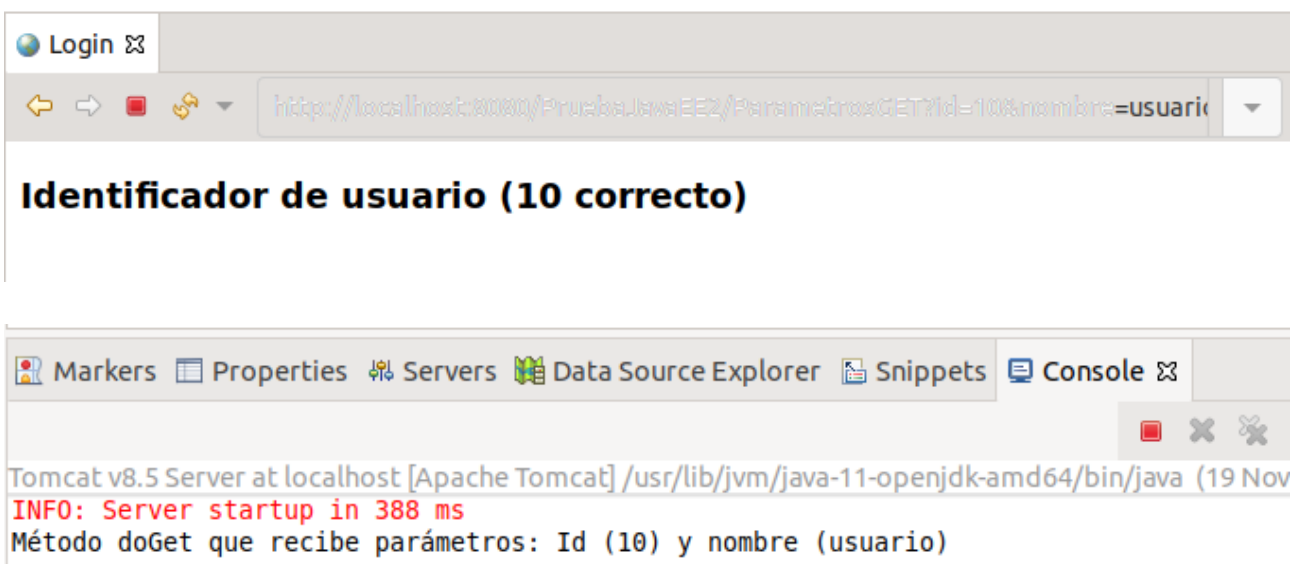 Login
http://localhost:8080/PruebaJavaEE2/ParametrosGET?id=10&nombre=usuario
Identificador de usuario (10 correcto)
Markers Properties Servers Data Source Explorer Snippets Console
Tomcat v8.5 Server at localhost [Apache Tomcat] /usr/lib/jvm/java-11-openjdk-amd64/bin/java (19 Nov
INFO: Server startup in 388 ms
Método doGet que recibe parámetros: Id (10) y nombre (usuario)